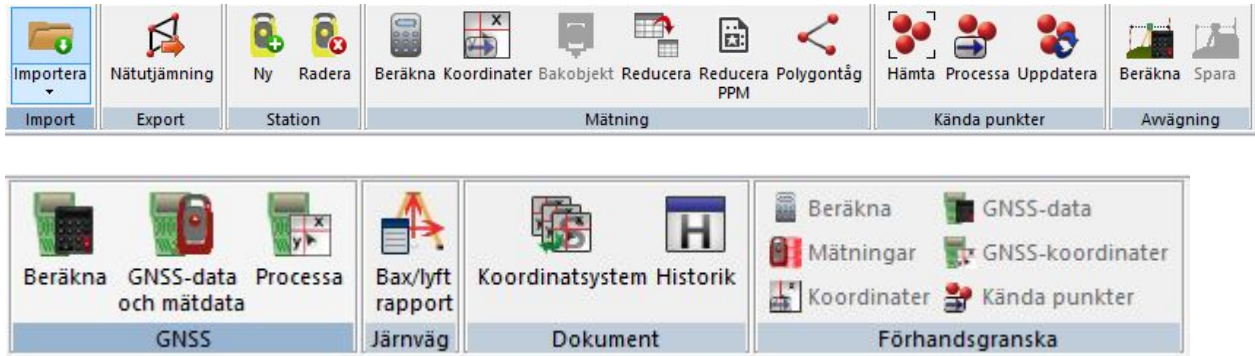 Importera
Nätutjämning
Ny
Radera
Beräkna
Koordinater
Bakobjekt
Reducera
Reducera
PPM
Polygontåg
Hämta
Processa
Uppdatera
Beräkna
Spara
Import
Export
Station
Mätning
Kända punkter
Avvägning
Beräkna
GNSS-data
och mätdata
Processa
Bax/lyft
rapport
Koordinatsystem
Historik
Beräkna
GNSS-data
Mätningar
GNSS-koordinater
Koordinater
Kända punkter
GNSS
Järnväg
Dokument
Förhandsgranska